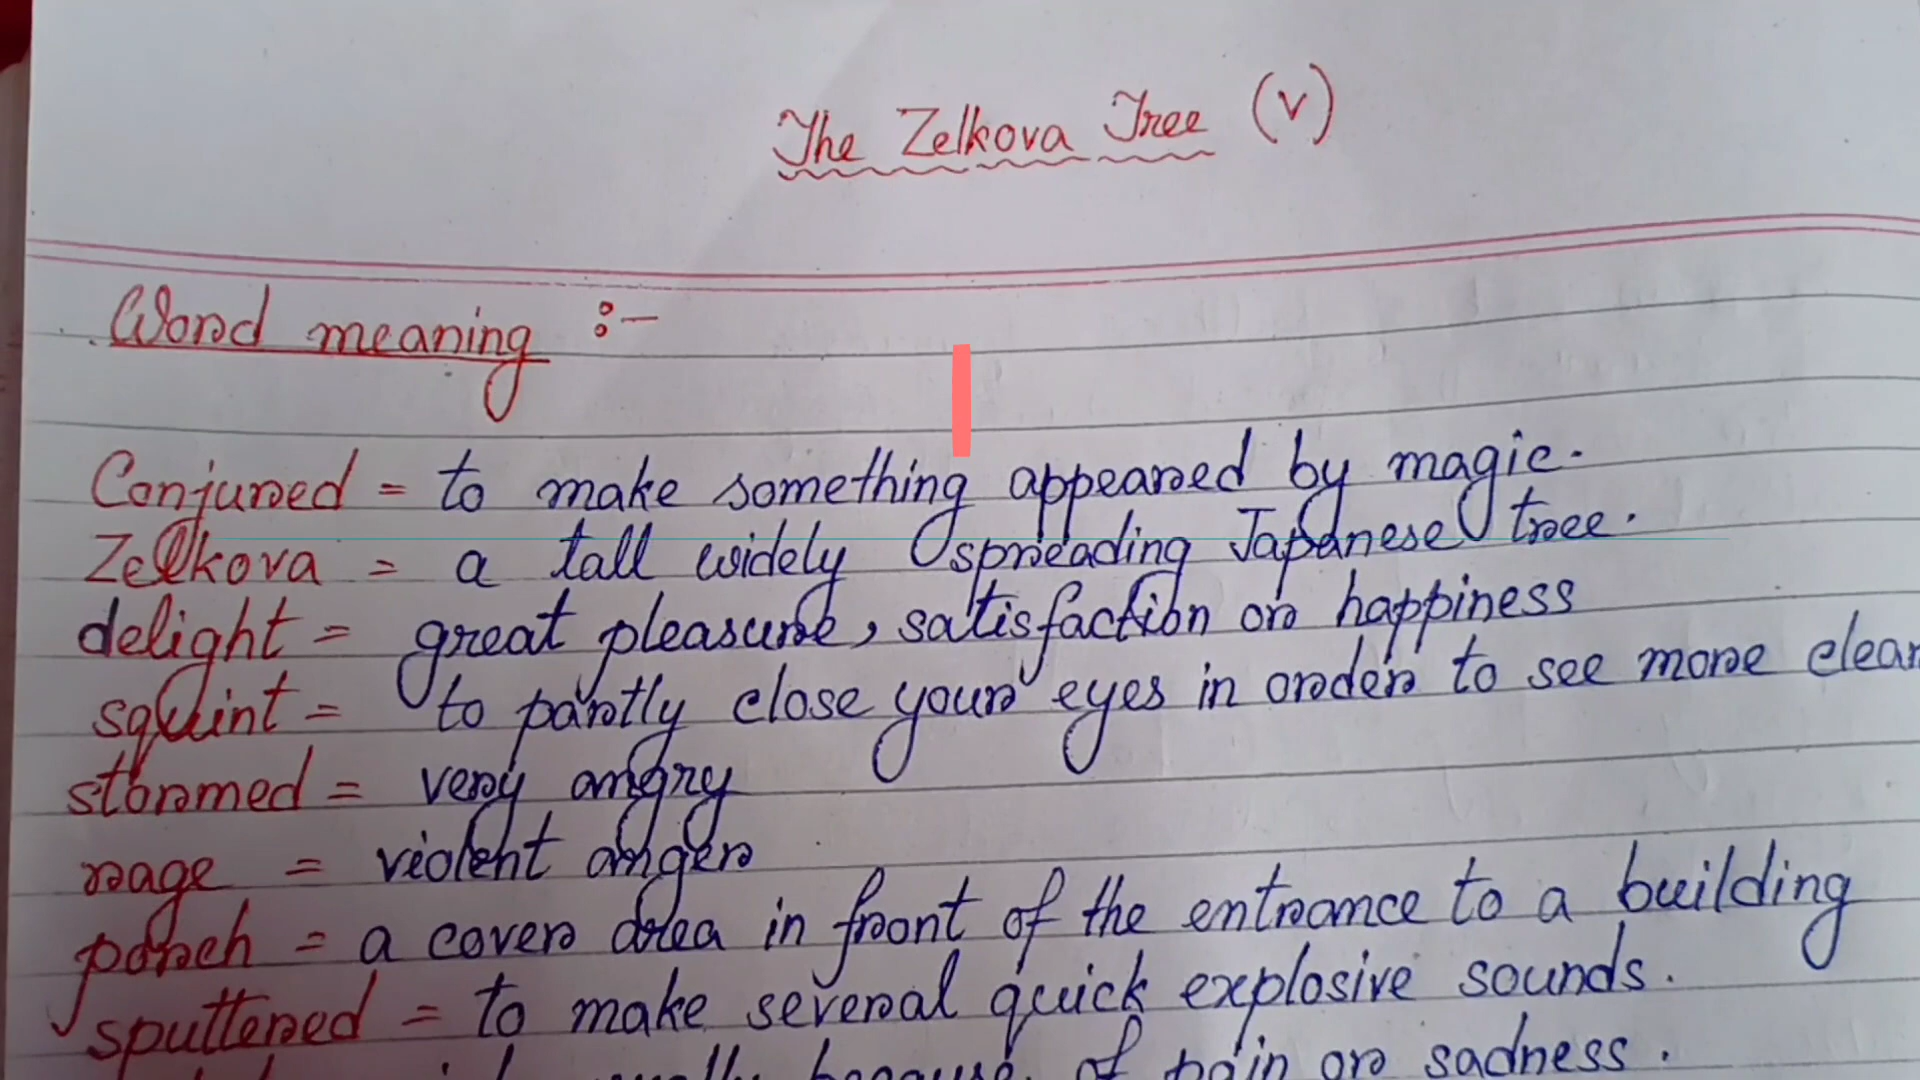 The Zelkova Tree (v)
Word meaning :-
Conjured = to make something appeared by magic.
Zelkova = a tall widely spreading Japanese tree.
delight = great pleasure, satisfaction or happiness
squint = to partly close your eyes in order to see more clear
stormed = very angry
rage = violent anger
porch = a cover area in front of the entrance to a building
sputtered = to make several quick explosive sounds.
usually because of pain or sadness.